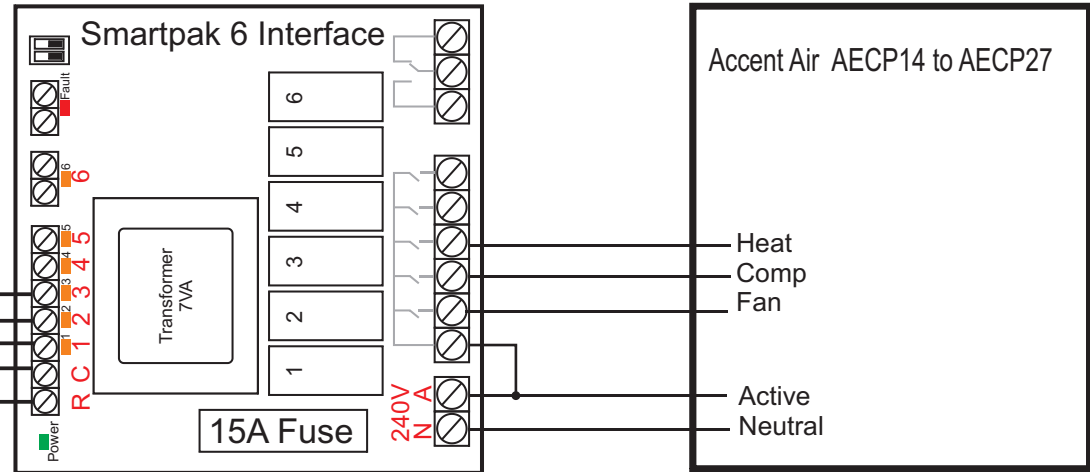 Smartpak 6 Interface
Fault
6
6
5
5
4
4
3
3
2
2
1
1
C
R
Power
Transformer
7VA
6
5
4
3
2
1
15A Fuse
240V
A
N
Accent Air AECP14 to AECP27
Heat
Comp
Fan
Active
Neutral